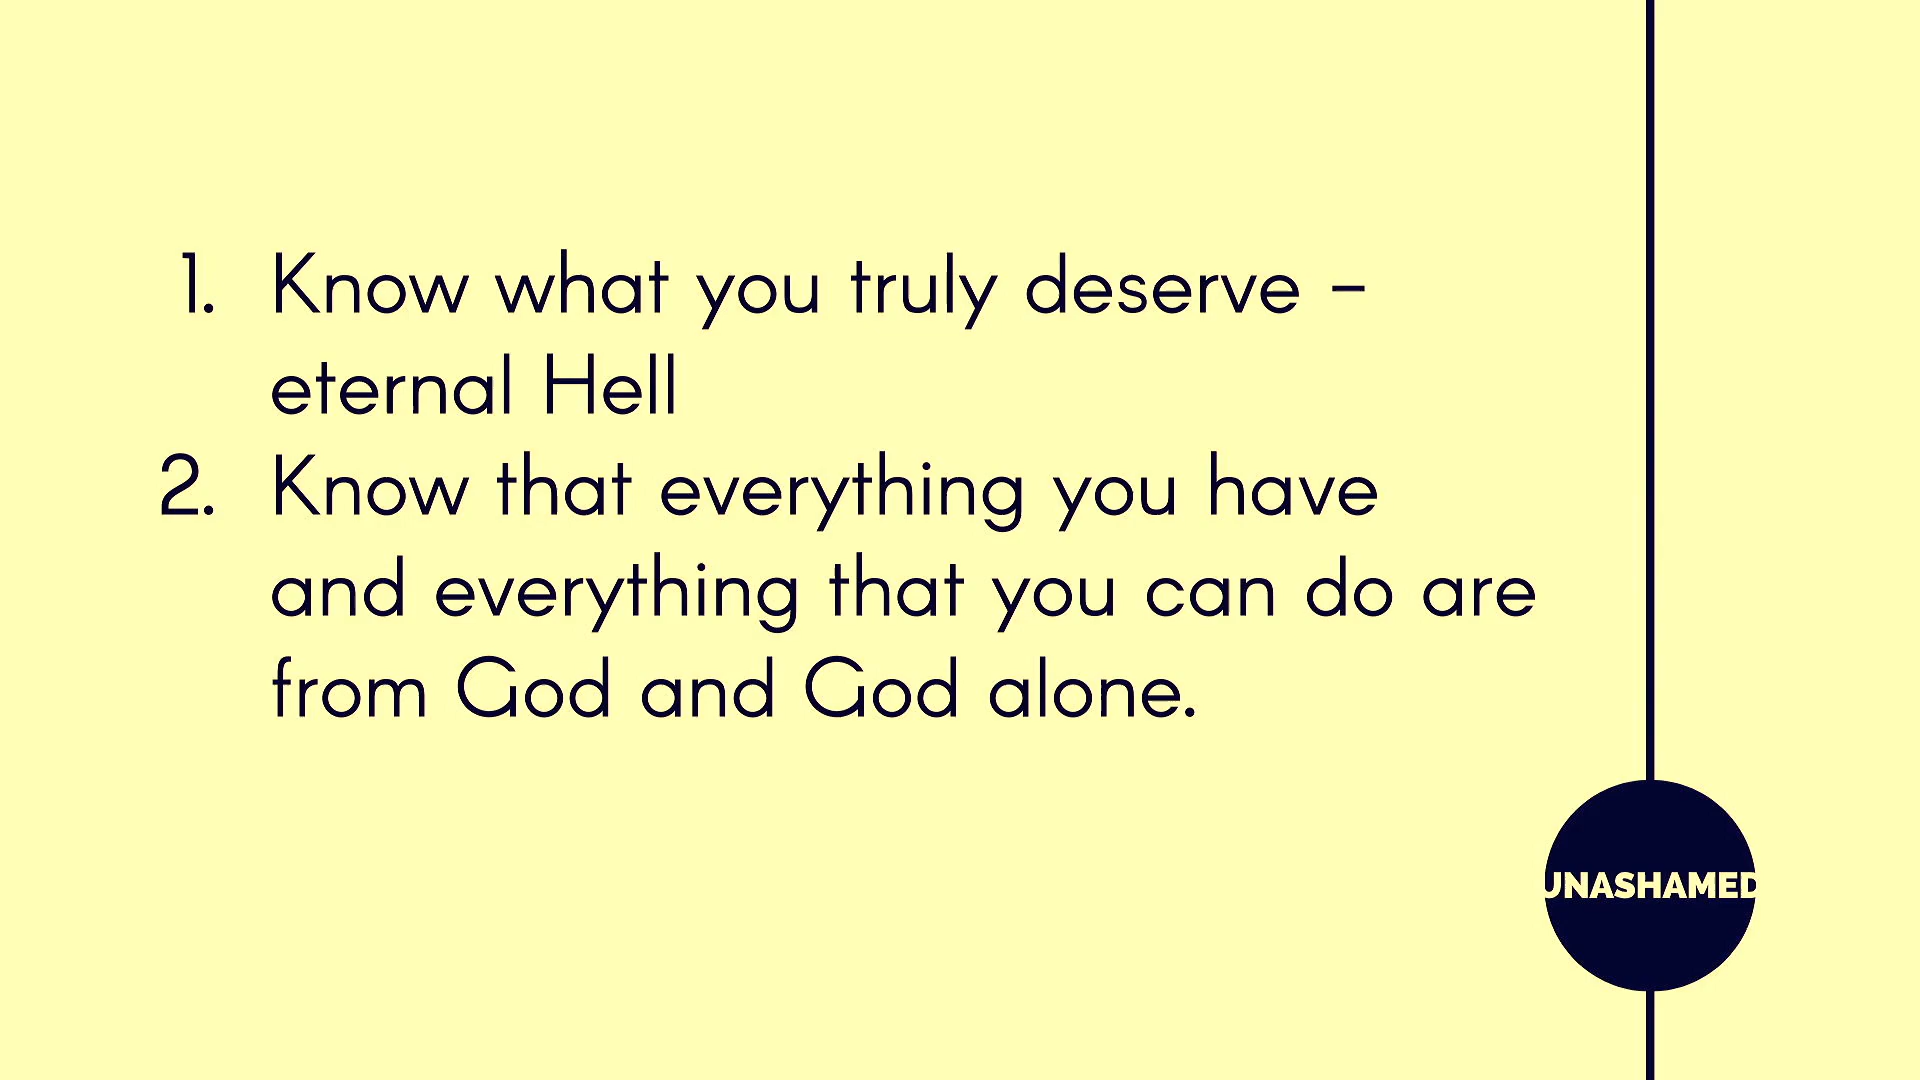 1. Know what you truly deserve –
eternal Hell
2. Know that everything you have
and everything that you can do are
from God and God alone.
UNASHAMED